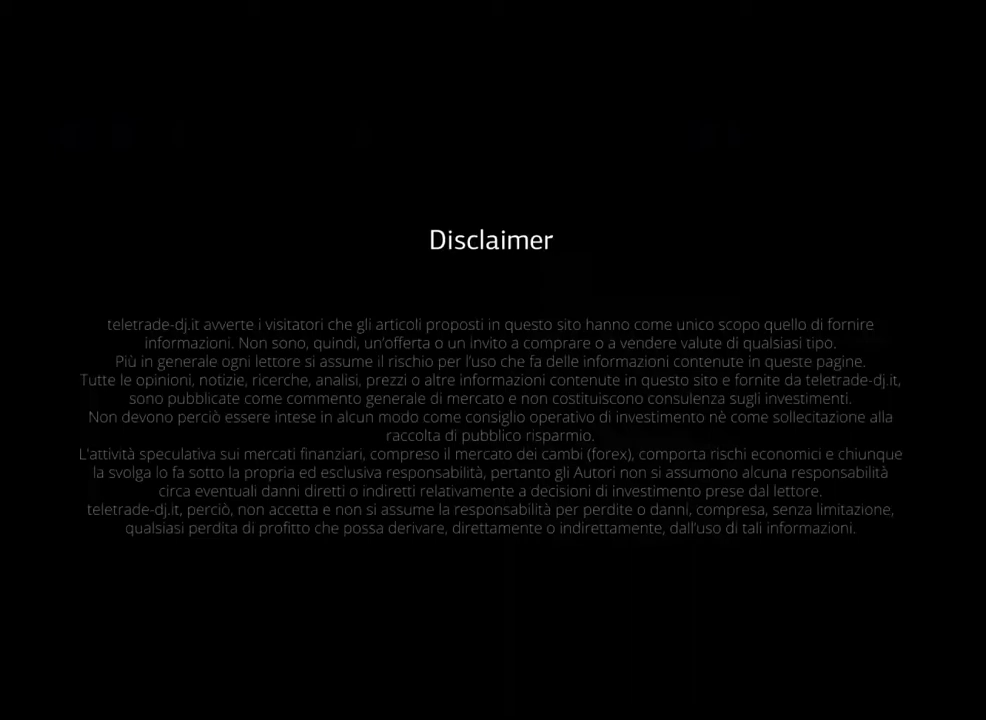 Disclaimer
teletrade-dj.it avverte i visitatori che gli articoli proposti in questo sito hanno come unico scopo quello di fornire
informazioni. Non sono, quindi, un'offerta o un invito a comprare o a vendere valute di qualsiasi tipo.
Più in generale ogni lettore si assume il rischio per l'uso che fa delle informazioni contenute in queste pagine.
Tutte le opinioni, notizie, ricerche, analisi, prezzi o altre informazioni contenute in questo sito e fornite da teletrade-dj.it,
sono pubblicate come commento generale di mercato e non costituiscono consulenza sugli investimenti.
Non devono perciò essere intese in alcun modo come consiglio operativo di investimento nè come sollecitazione alla
raccolta di pubblico risparmio.
L'attività speculativa sui mercati finanziari, compreso il mercato dei cambi (forex), comporta rischi economici e chiunque
la svolga lo fa sotto la propria ed esclusiva responsabilità, pertanto gli Autori non si assumono alcuna responsabilità
circa eventuali danni diretti o indiretti relativamente a decisioni di investimento prese dal lettore.
teletrade-dj.it, perciò, non accetta e non si assume la responsabilità per perdite o danni, compresa, senza limitazione,
qualsiasi perdita di profitto che possa derivare, direttamente o indirettamente, dall'uso di tali informazioni.